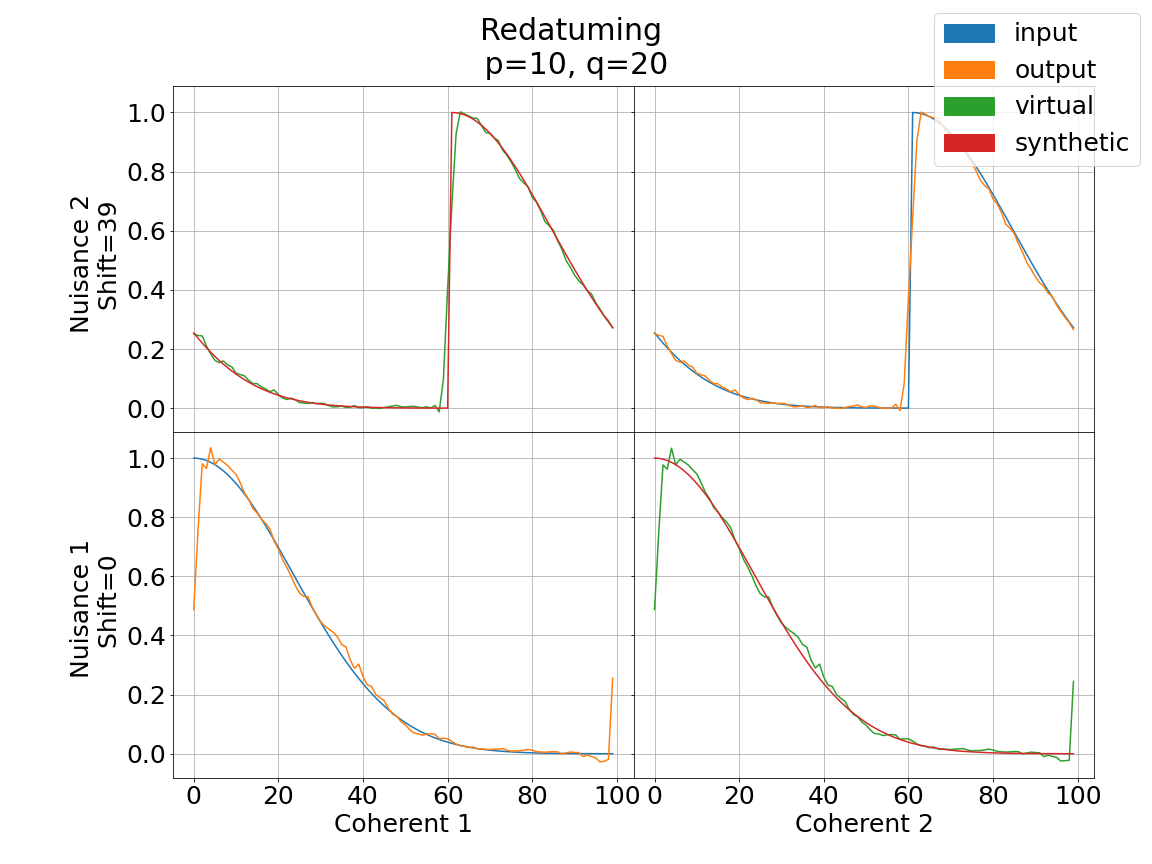 Redatuming
p=10, q=20
input
output
virtual
synthetic
Nuisance 2
Shift=39
1.0
0.8
0.6
0.4
0.2
0.0
Nuisance 1
Shift=0
1.0
0.8
0.6
0.4
0.2
0.0
0 20 40 60 80 100
0 20 40 60 80 100
Coherent 1
Coherent 2